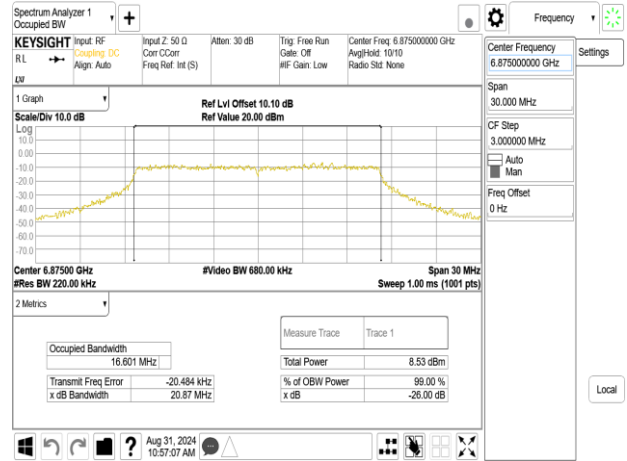 Spectrum Analyzer 1
Occupied BW
Frequency
KEYSIGHT
RL
Input: RF
Coupling: DC
Align: Auto
Input Z: 50 Ω
Corr CCorr
Freq Ref: Int (S)
Atten: 30 dB
Trig: Free Run
Gate: Off
#IF Gain: Low
Center Freq: 6.875000000 GHz
Avg|Hold: 10/10
Radio Std: None
Center Frequency
6.875000000 GHz
Settings
Span
30.000 MHz
CF Step
3.000000 MHz
Auto
Man
Freq Offset
0 Hz
Local
1 Graph
Scale/Div 10.0 dB
Ref Lvl Offset 10.10 dB
Ref Value 20.00 dBm
Log
10.0
0.00
-10.0
-20.0
-30.0
-40.0
-50.0
-60.0
-70.0
Center 6.87500 GHz
#Res BW 220.00 kHz
#Video BW 680.00 kHz
Span 30 MHz
Sweep 1.00 ms (1001 pts)
2 Metrics
Measure Trace Trace 1
Occupied Bandwidth
16.601 MHz
Total Power 8.53 dBm
Transmit Freq Error -20.484 kHz
% of OBW Power 99.00 %
x dB Bandwidth 20.87 MHz
x dB -26.00 dB
Aug 31, 2024
10:57:07 AM